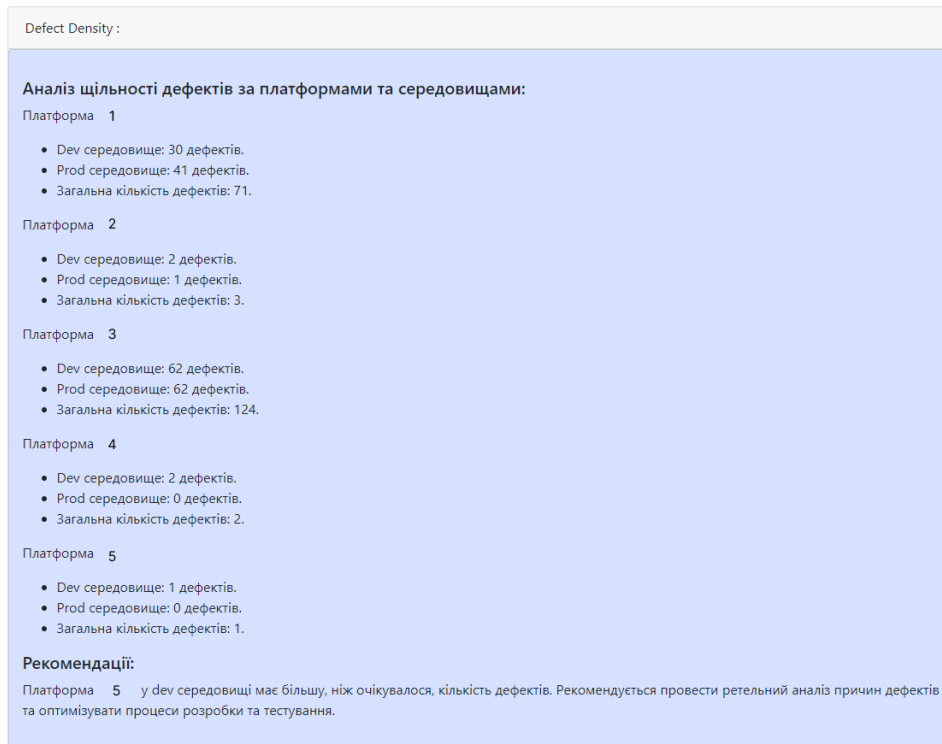 Defect Density :
Аналіз щільності дефектів за платформами та середовищами:
Платформа 1
• Dev середовище: 30 дефектів.
• Prod середовище: 41 дефектів.
• Загальна кількість дефектів: 71.
Платформа 2
• Dev середовище: 2 дефектів.
• Prod середовище: 1 дефектів.
• Загальна кількість дефектів: 3.
Платформа 3
• Dev середовище: 62 дефектів.
• Prod середовище: 62 дефектів.
• Загальна кількість дефектів: 124.
Платформа 4
• Dev середовище: 2 дефектів.
• Prod середовище: 0 дефектів.
• Загальна кількість дефектів: 2.
Платформа 5
• Dev середовище: 1 дефектів.
• Prod середовище: 0 дефектів.
• Загальна кількість дефектів: 1.
Рекомендації:
Платформа 5 у dev середовищі має більшу, ніж очікувалося, кількість дефектів. Рекомендується провести ретельний аналіз причин дефектів
та оптимізувати процеси розробки та тестування.